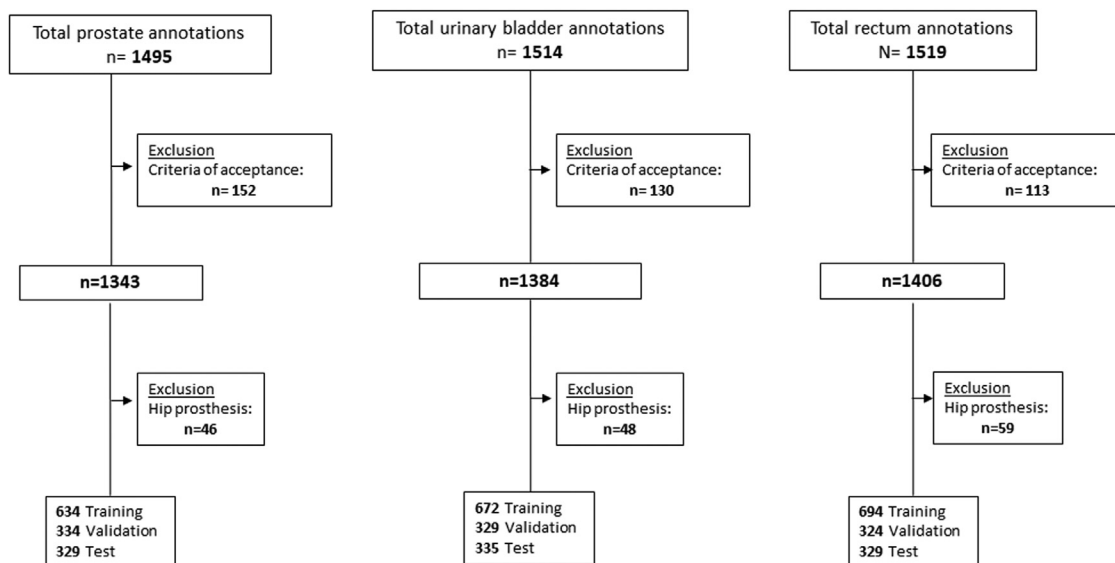 Total prostate annotations
n= 1495
Exclusion
Criteria of acceptance:
n= 152
n=1343
Exclusion
Hip prosthesis:
n=46
634 Training
334 Validation
329 Test
Total urinary bladder annotations
n= 1514
Exclusion
Criteria of acceptance:
n= 130
n=1384
Exclusion
Hip prosthesis:
n=48
672 Training
329 Validation
335 Test
Total rectum annotations
N= 1519
Exclusion
Criteria of acceptance:
n= 113
n=1406
Exclusion
Hip prosthesis:
n=59
694 Training
324 Validation
329 Test